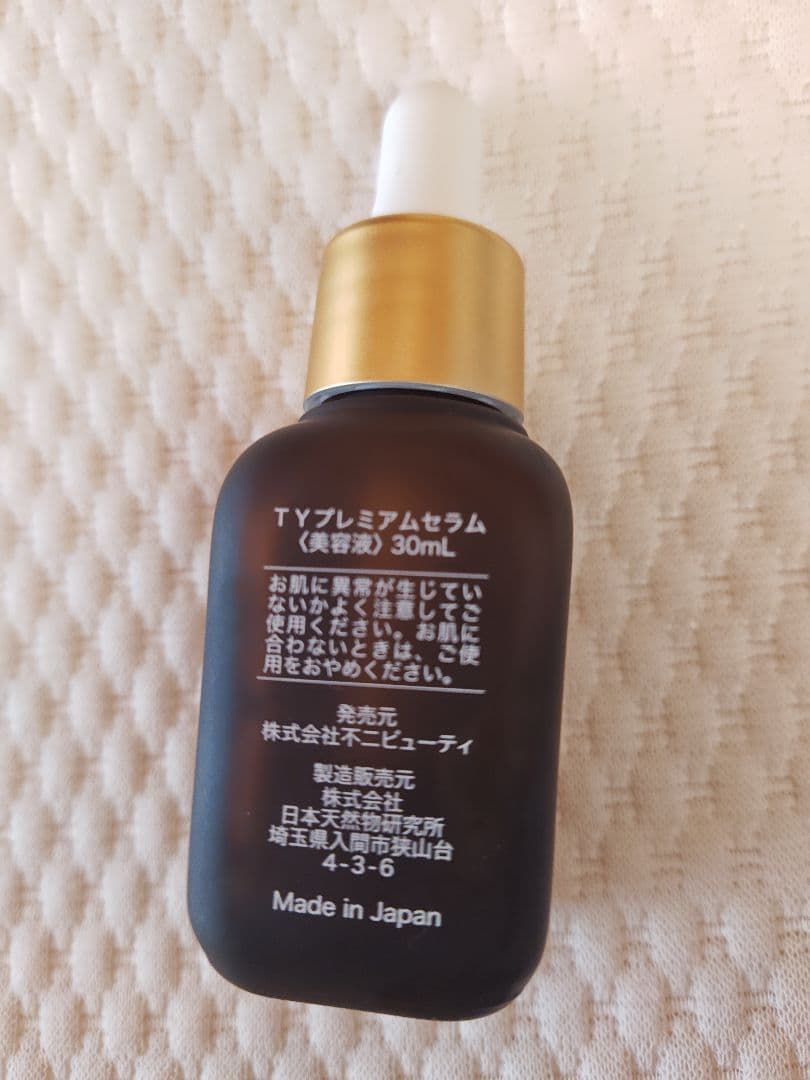 TYプレミアムセラム
〈美容液〉30mL
お肌に異常が生じてい
ないかよく注意してご
使用ください。お肌に
合わないときは、ご使
用をおやめください。
発売元
株式会社不二ビューティ
製造販売元
株式会社
日本天然物研究所
埼玉県入間市狭山台
4-3-6
Made in Japan